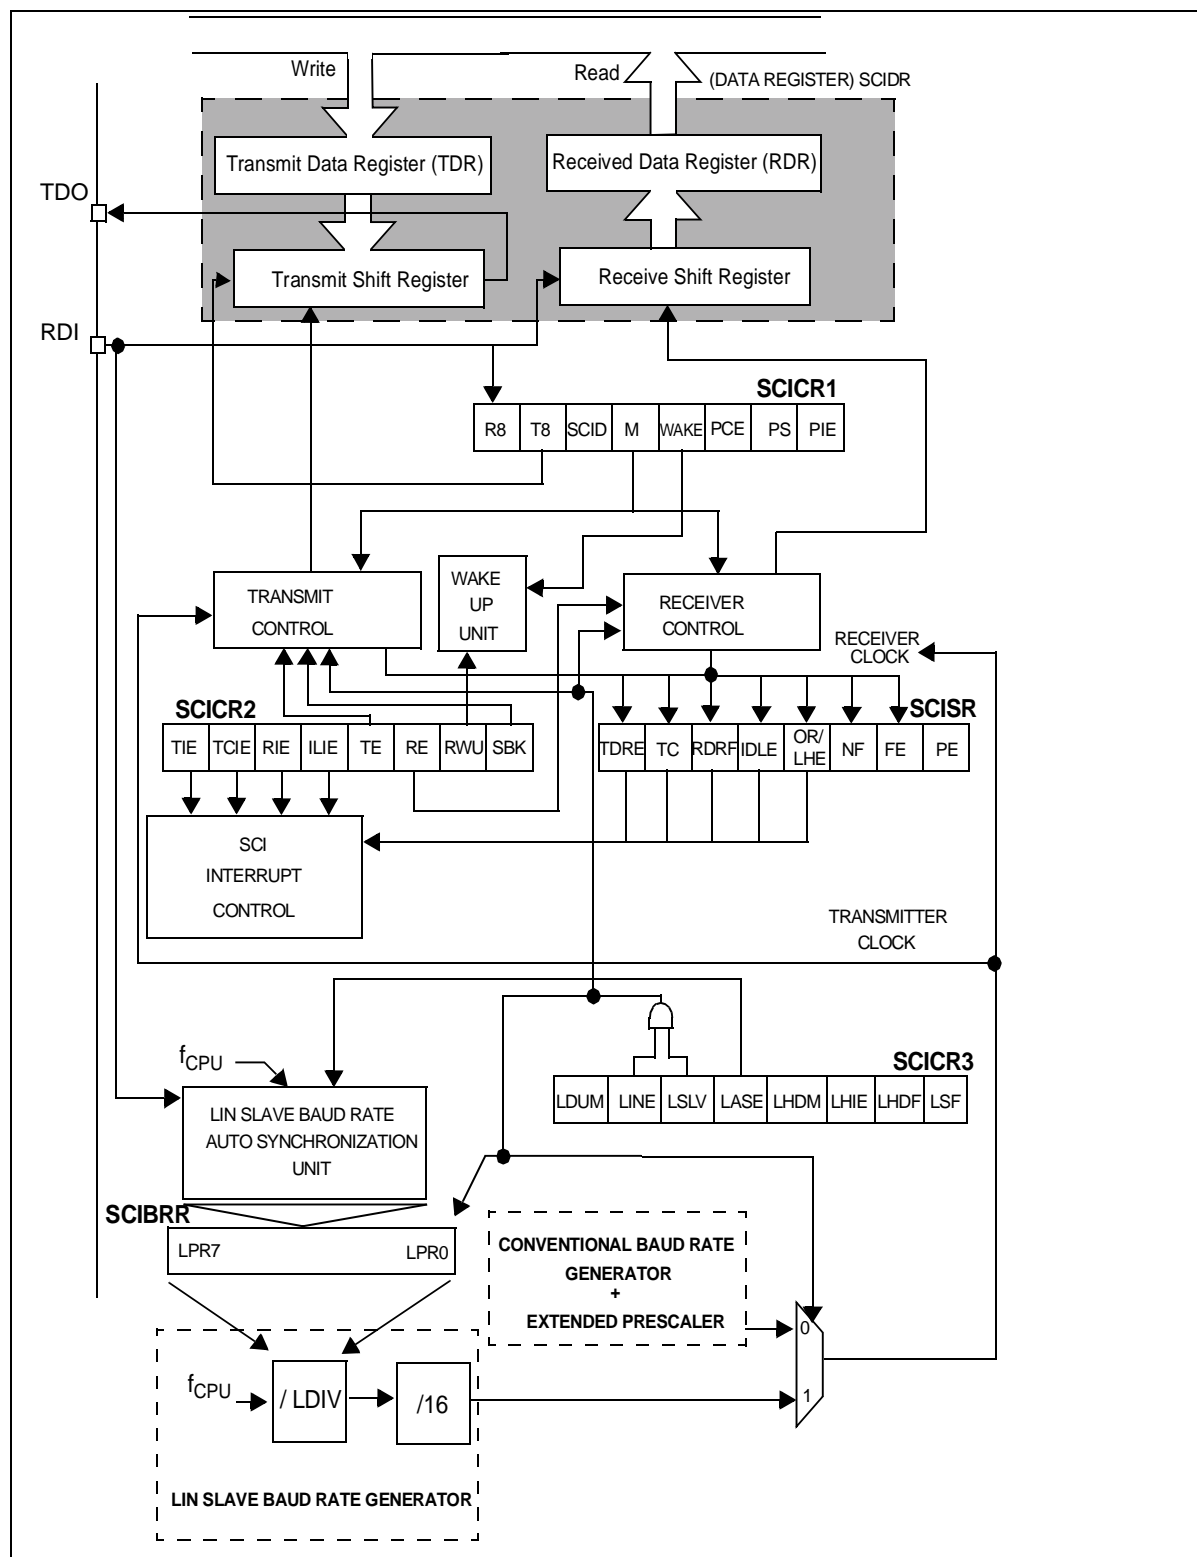 Write
Read
(DATA REGISTER) SCIDR
Transmit Data Register (TDR)
Received Data Register (RDR)
TDO
Transmit Shift Register
Receive Shift Register
RDI
SCICR1
R8 T8 SCID M WAKE PCE PS PIE
TRANSMIT
CONTROL
WAKE
UP
UNIT
RECEIVER
CONTROL
RECEIVER
CLOCK
SCICR2
TIE TCIE RIE ILIE TE RE RWU SBK
SCISR
TDRE TC RDRF IDLE OR/
LHE NF FE PE
SCI
INTERRUPT
CONTROL
TRANSMITTER
CLOCK
fCPU
SCICR3
LDUM LINE LSLV LASE LHDM LHIE LHDF LSF
LIN SLAVE BAUD RATE
AUTO SYNCHRONIZATION
UNIT
SCIBRR
LPR7 LPR0
CONVENTIONAL BAUD RATE
GENERATOR
+
EXTENDED PRESCALER
0
1
fCPU
/ LDIV
/16
LIN SLAVE BAUD RATE GENERATOR